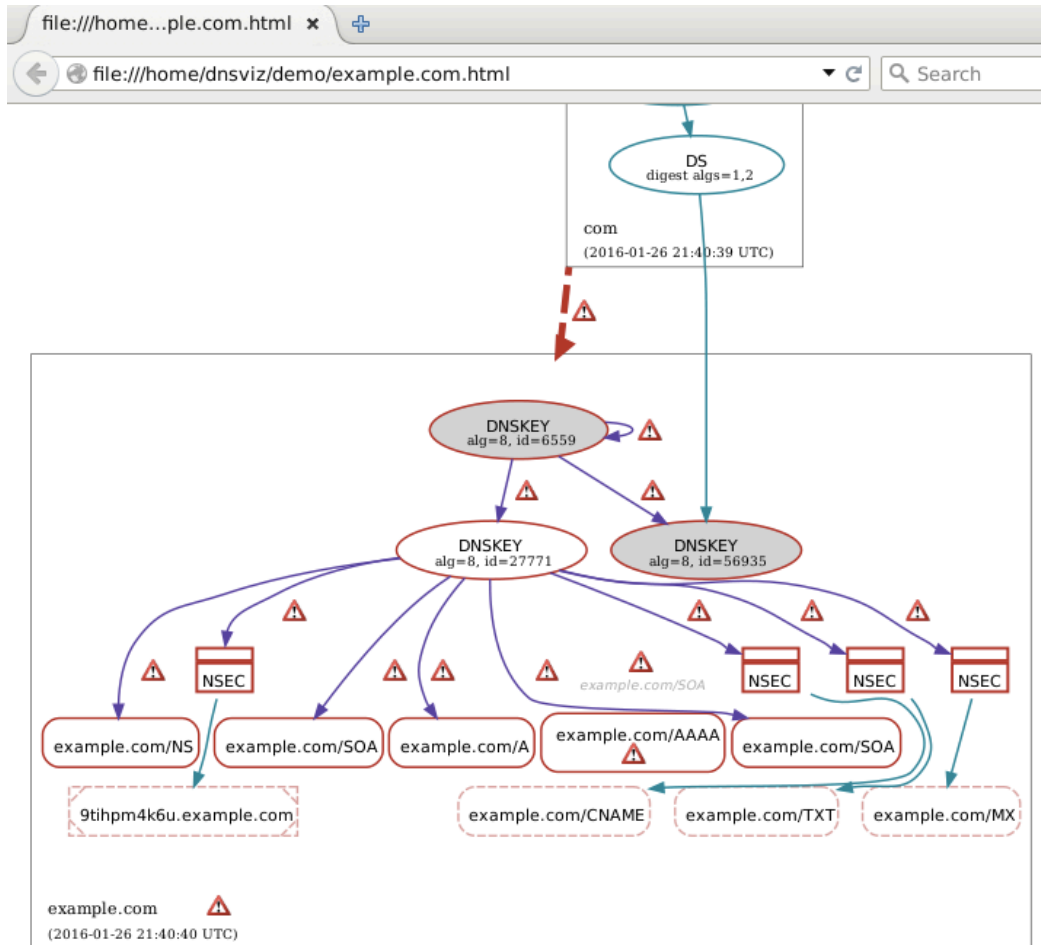 file:///home...ple.com.html
file:///home/dnsviz/demo/example.com.html
Search
DS
digest algs=1,2
com
(2016-01-26 21:40:39 UTC)
DNSKEY
alg=8, id=6559
DNSKEY
alg=8, id=27771
DNSKEY
alg=8, id=56935
NSEC
NSEC
NSEC
NSEC
example.com/SOA
example.com/NS
example.com/SOA
example.com/A
example.com/AAAA
example.com/SOA
9tihpm4k6u.example.com
example.com/CNAME
example.com/TXT
example.com/MX
example.com
(2016-01-26 21:40:40 UTC)